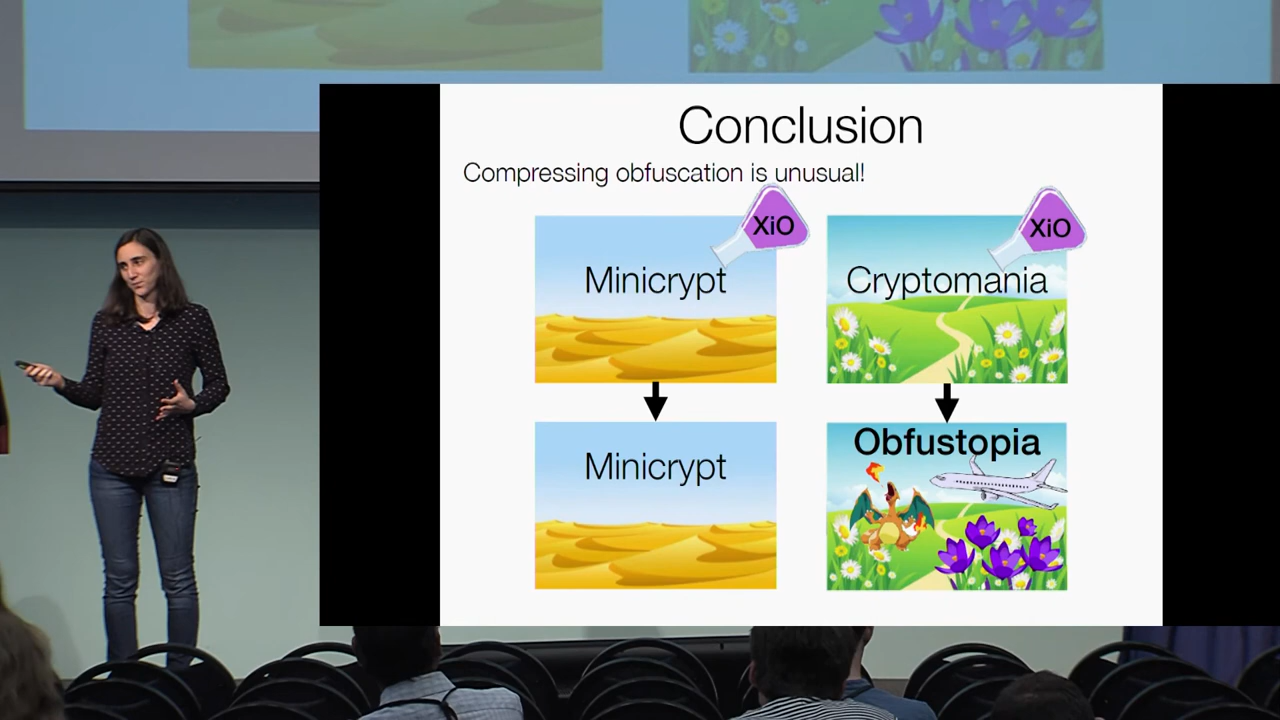 Conclusion
Compressing obfuscation is unusual!
XiO
XiO
Minicrypt
Cryptomania
Minicrypt
Obfustopia